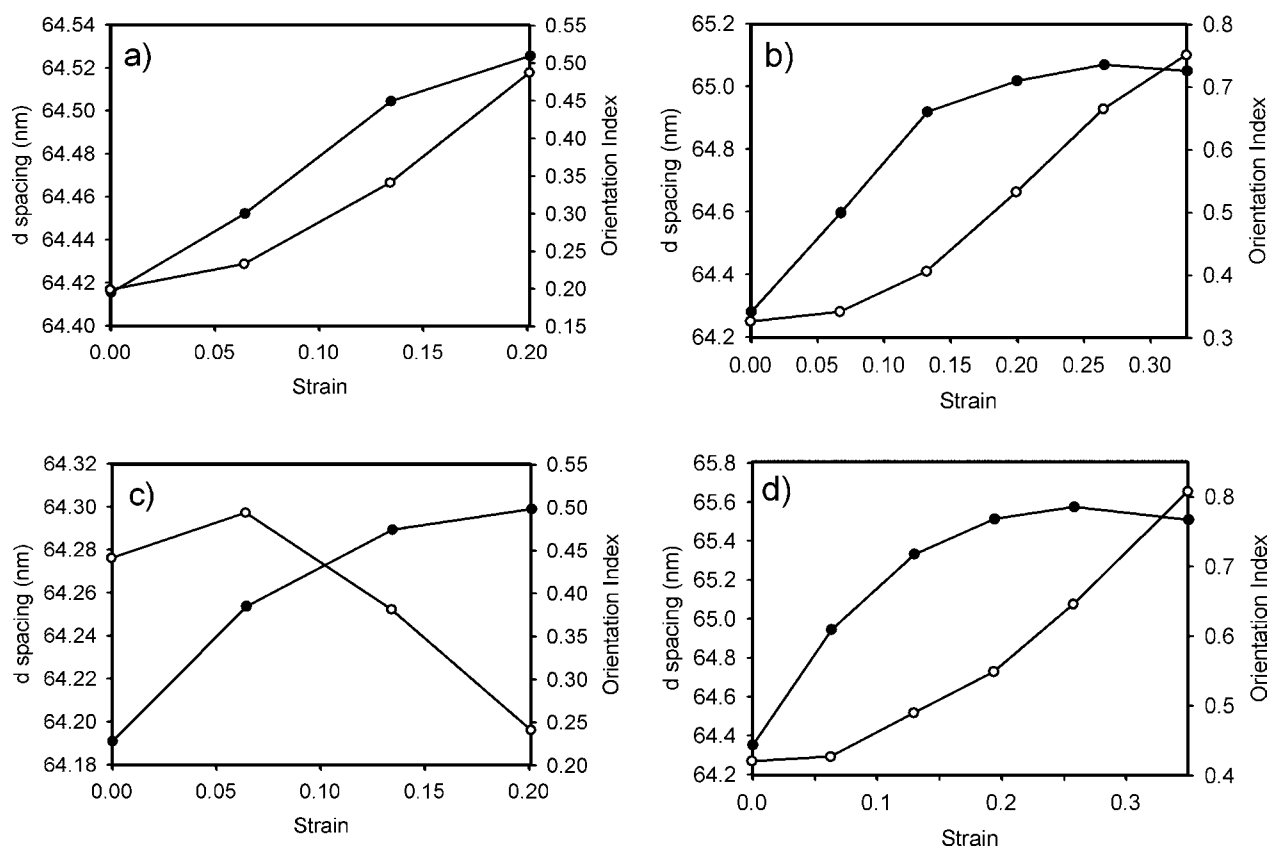 a)
64.54
64.52
64.50
64.48
64.46
64.44
64.42
64.40
d spacing (nm)
0.55
0.50
0.45
0.40
0.35
0.30
0.25
0.20
0.15
Orientation Index
0.00 0.05 0.10 0.15 0.20
Strain
b)
65.2
65.0
64.8
64.6
64.4
64.2
d spacing (nm)
0.8
0.7
0.6
0.5
0.4
0.3
Orientation Index
0.00 0.05 0.10 0.15 0.20 0.25 0.30
Strain
c)
64.32
64.30
64.28
64.26
64.24
64.22
64.20
64.18
d spacing (nm)
0.55
0.50
0.45
0.40
0.35
0.30
0.25
0.20
Orientation Index
0.00 0.05 0.10 0.15 0.20
Strain
d)
65.8
65.6
65.4
65.2
65.0
64.8
64.6
64.4
64.2
d spacing (nm)
0.8
0.7
0.6
0.5
0.4
Orientation Index
0.0 0.1 0.2 0.3
Strain